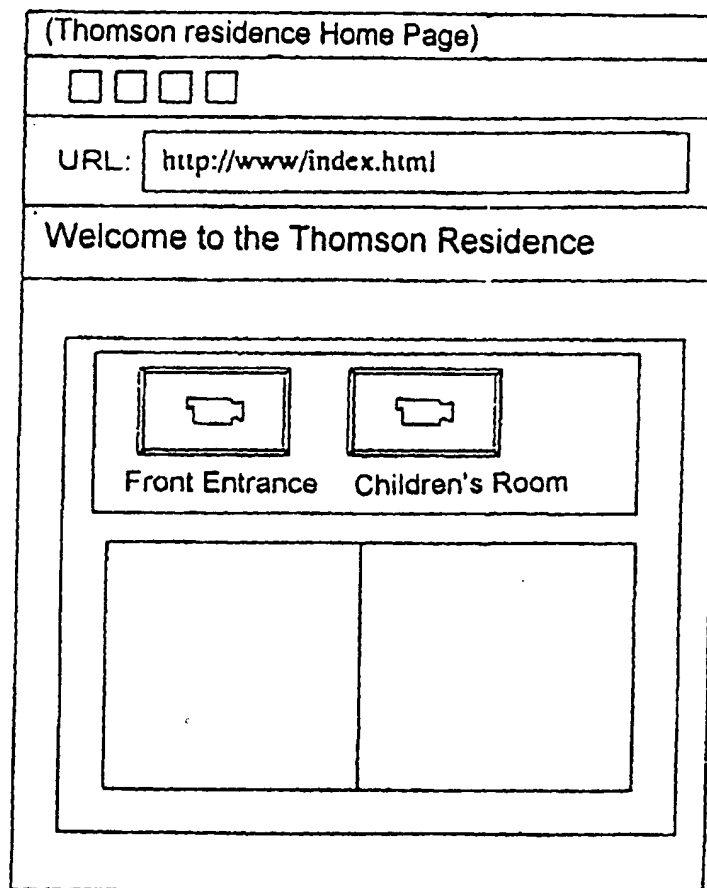 (Thomson residence Home Page)
URL: http://www/index.html
Welcome to the Thomson Residence
Front Entrance Children's Room